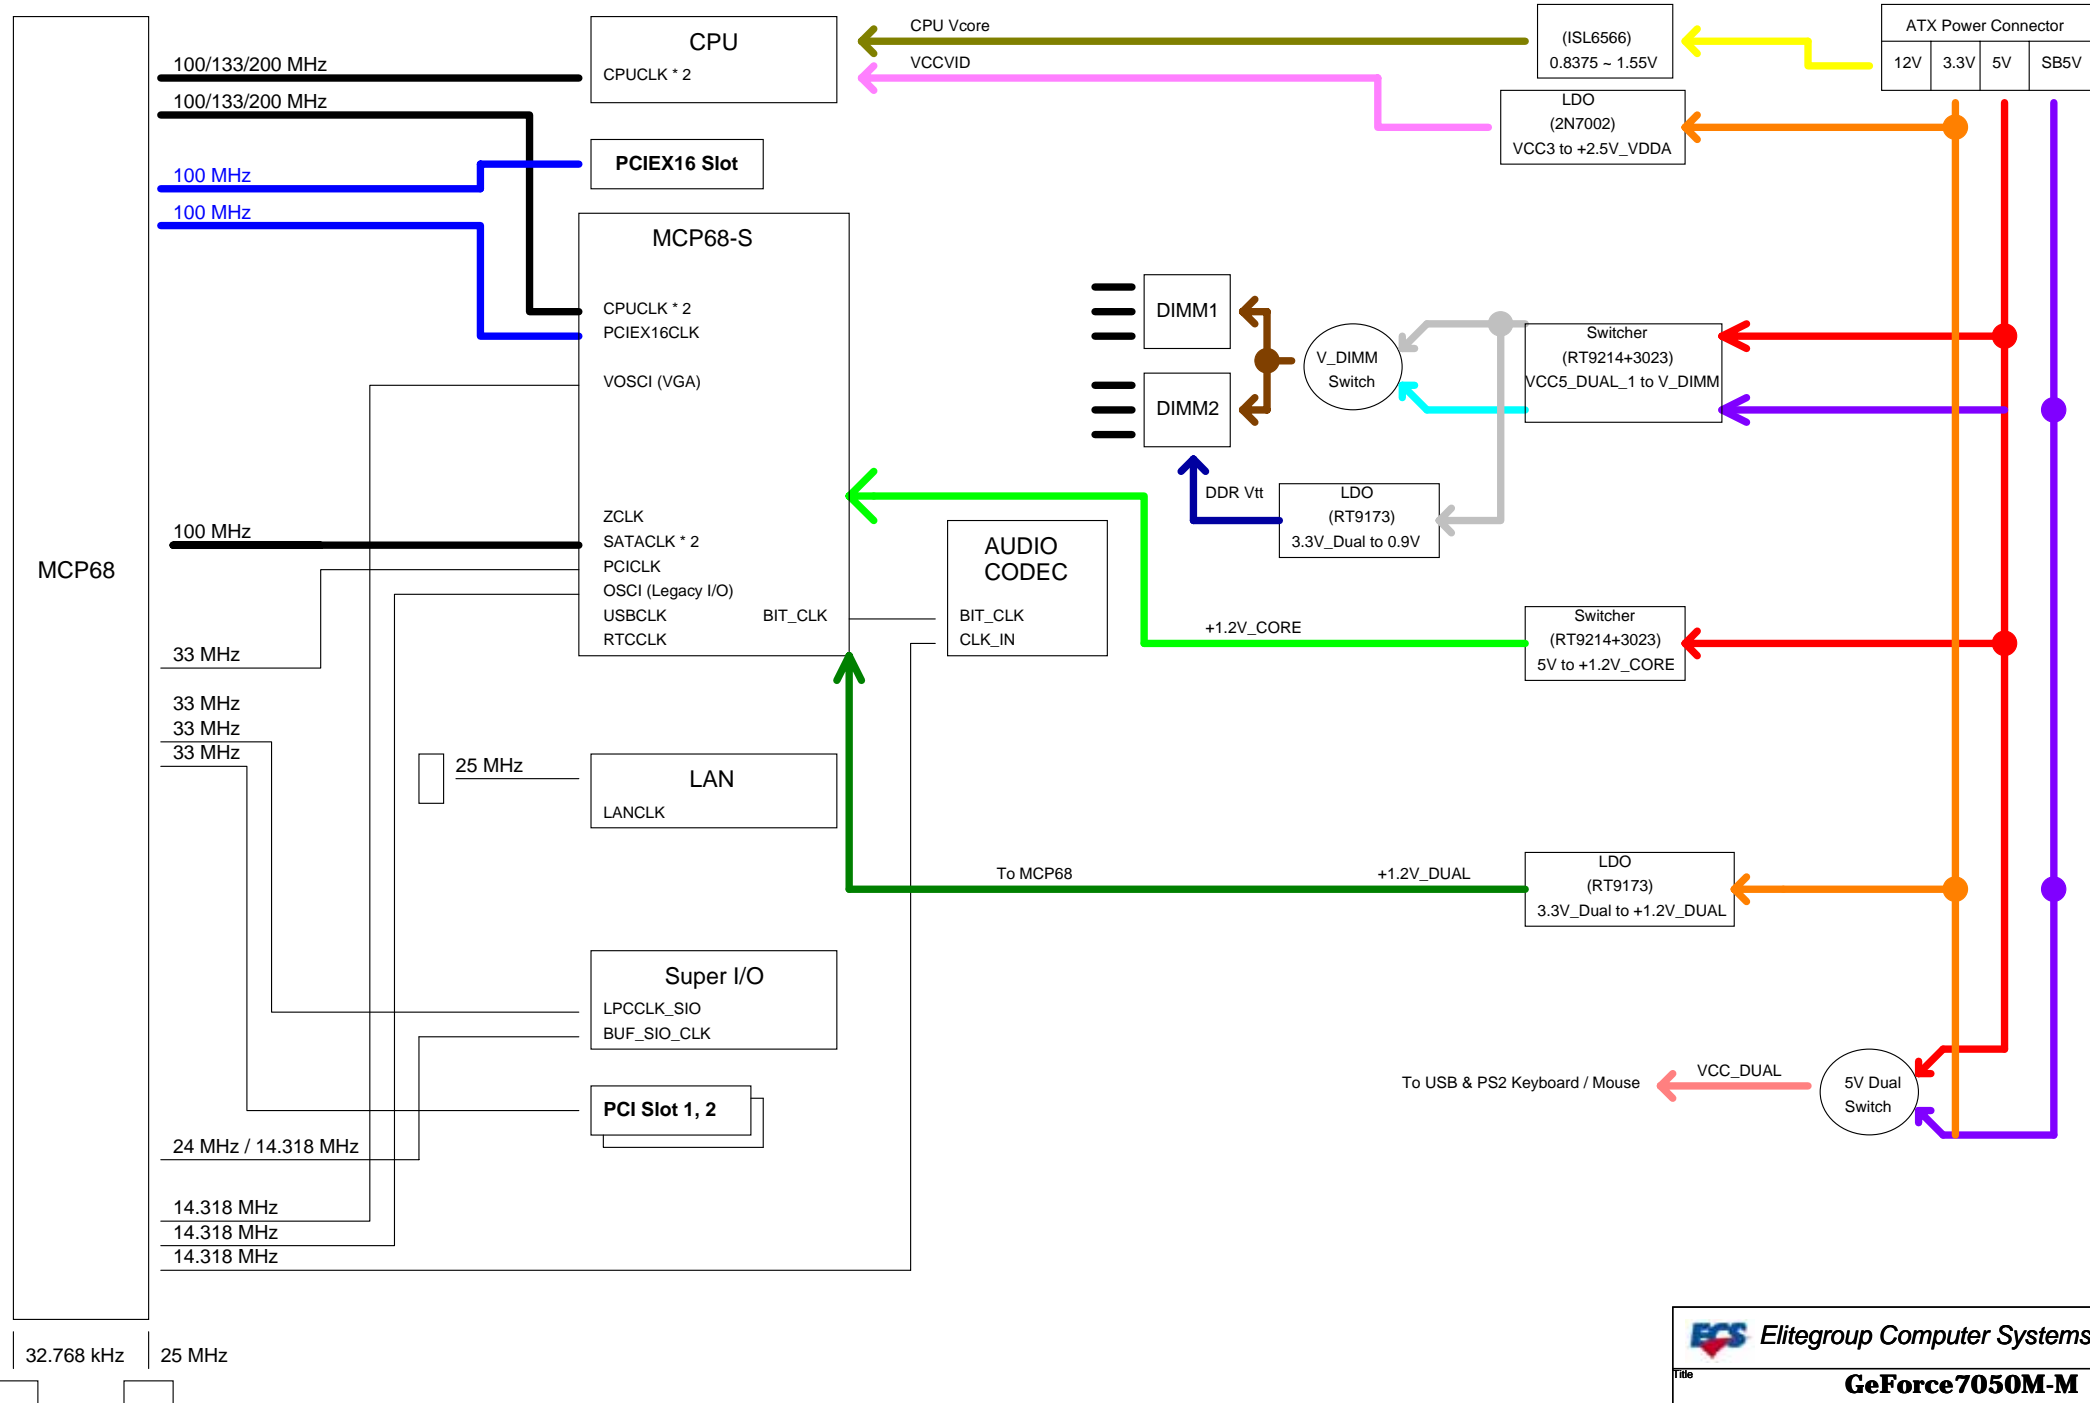 MCP68
100/133/200 MHz
100/133/200 MHz
100 MHz
100 MHz
100 MHz
33 MHz
33 MHz
33 MHz
33 MHz
24 MHz / 14.318 MHz
14.318 MHz
14.318 MHz
14.318 MHz
32.768 kHz
25 MHz
CPU
CPUCLK * 2
PCIEX16 Slot
MCP68-S
CPUCLK * 2
PCIEX16CLK
VOSCI (VGA)
ZCLK
SATACLK * 2
PCICLK
OSCI (Legacy I/O)
USBCLK
BIT_CLK
RTCCLK
AUDIO
CODEC
BIT_CLK
CLK_IN
25 MHz
LAN
LANCLK
Super I/O
LPCCLK_SIO
BUF_SIO_CLK
PCI Slot 1, 2
CPU Vcore
VCCVID
(ISL6566)
0.8375 ~ 1.55V
ATX Power Connector
12V
3.3V
5V
SB5V
LDO
(2N7002)
VCC3 to +2.5V_VDDA
DIMM1
DIMM2
V_DIMM
Switch
Switcher
(RT9214+3023)
VCC5_DUAL_1 to V_DIMM
DDR Vtt
LDO
(RT9173)
3.3V_Dual to 0.9V
+1.2V_CORE
Switcher
(RT9214+3023)
5V to +1.2V_CORE
To MCP68
+1.2V_DUAL
LDO
(RT9173)
3.3V_Dual to +1.2V_DUAL
To USB & PS2 Keyboard / Mouse
VCC_DUAL
5V Dual
Switch
ECS
Elitegroup Computer Systems
Title
GeForce7050M-M